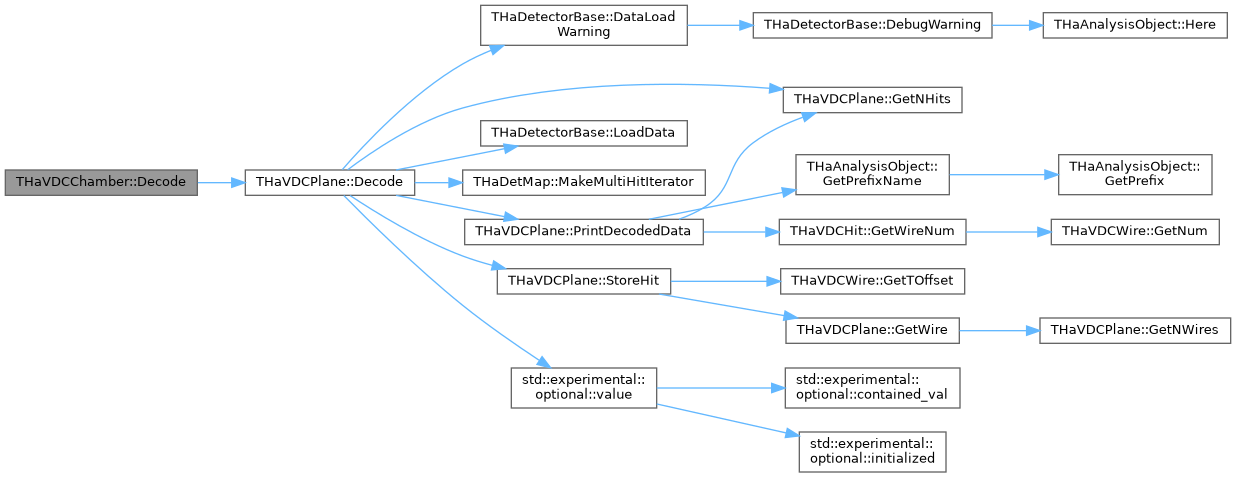 THaVDCChamber::Decode
THaVDCPlane::Decode
THaDetectorBase::DataLoad
Warning
THaDetectorBase::DebugWarning
THaAnalysisObject::Here
THaVDCPlane::GetNHits
THaDetectorBase::LoadData
THaDetMap::MakeMultiHitIterator
THaVDCPlane::PrintDecodedData
THaAnalysisObject::
GetPrefixName
THaAnalysisObject::
GetPrefix
THaVDCHit::GetWireNum
THaVDCWire::GetNum
THaVDCPlane::StoreHit
THaVDCWire::GetTOffset
THaVDCPlane::GetWire
THaVDCPlane::GetNWires
std::experimental::
optional::value
std::experimental::
optional::contained_val
std::experimental::
optional::initialized